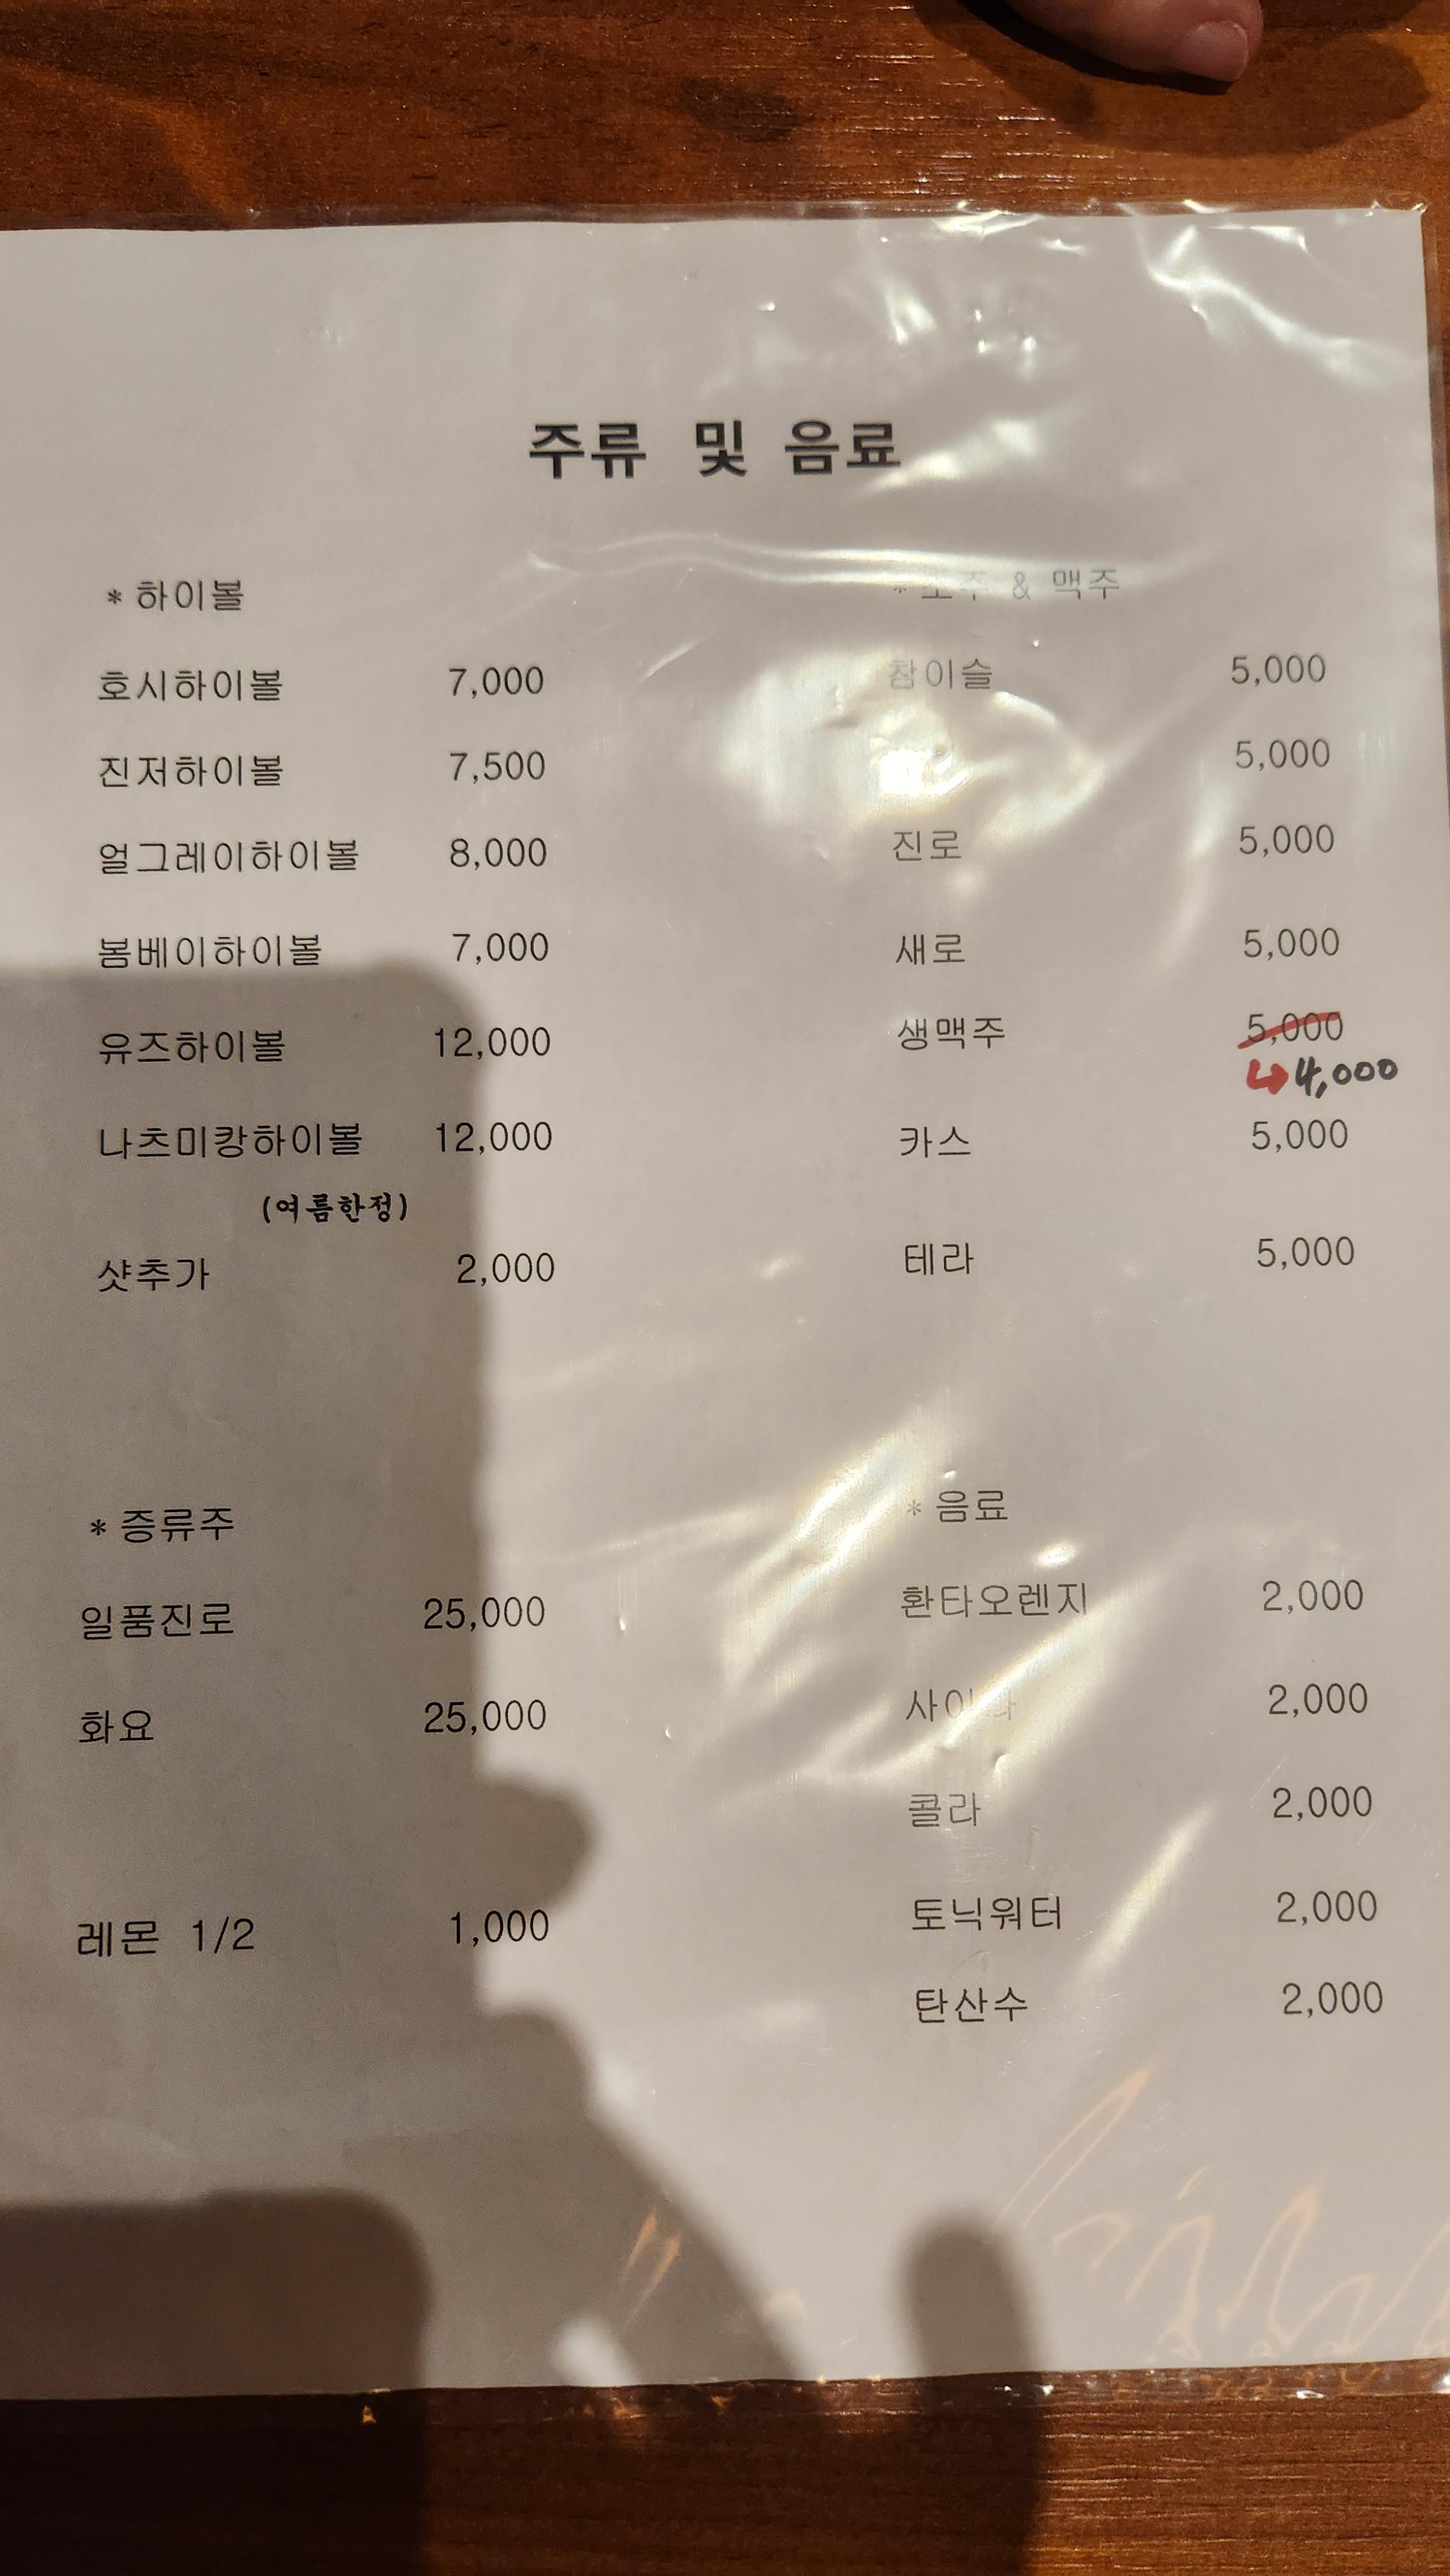 주류 및 음료
* 하이볼
호시하이볼 7,000
진저하이볼 7,500
얼그레이하이볼 8,000
봄베이하이볼 7,000
유즈하이볼 12,000
나츠미캉하이볼 12,000
(여름한정)
샷추가 2,000
* & 맥주
참이슬 5,000
5,000
진로 5,000
새로 5,000
생맥주 5,000
↳4,000
카스 5,000
테라 5,000
* 증류주
일품진로 25,000
화요 25,000
레몬 1/2 1,000
* 음료
환타오렌지 2,000
2,000
콜라 2,000
토닉워터 2,000
탄산수 2,000